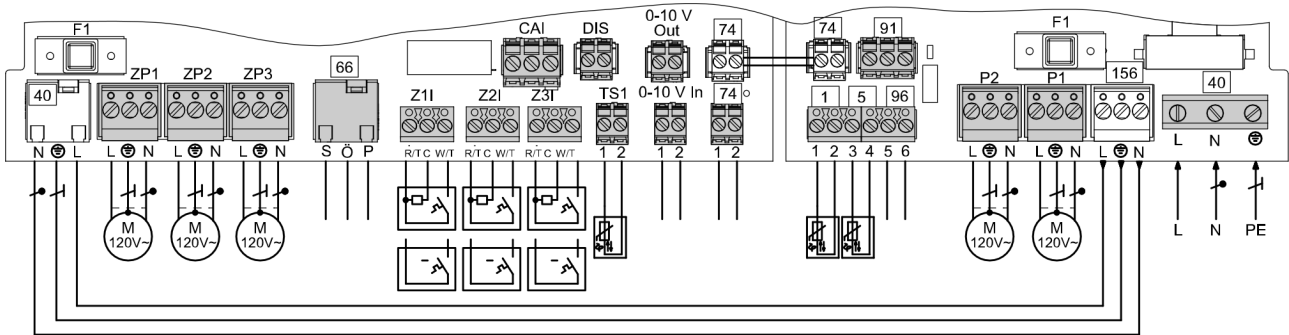 F1 CAI DIS 0-10 V Out 74 74 91 F1
40 ZP1 ZP2 ZP3 66 Z1I Z2I Z3I TS1 0-10 V In 74 1 5 96 P2 P1 156 40
N L L N L N L N S Ö P R/T C W/T R/T C W/T R/T C W/T 1 2 1 2 1 2 1 2 3 4 5 6 L N L N L N L N
M 120V~ M 120V~ M 120V~ M 120V~ M 120V~ L N PE